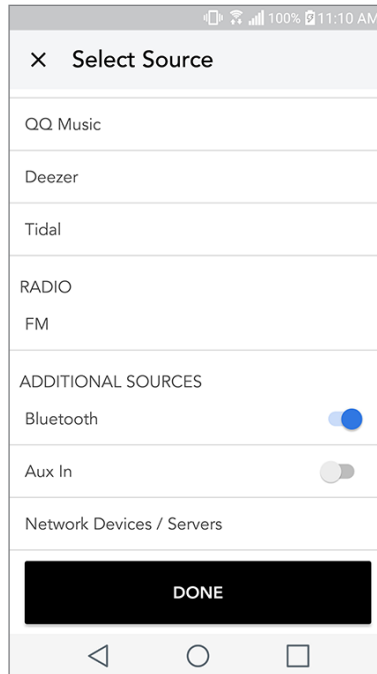 100% 11:10 AM
Select Source
QQ Music
Deezer
Tidal
RADIO
FM
ADDITIONAL SOURCES
Bluetooth
Aux In
Network Devices / Servers
DONE